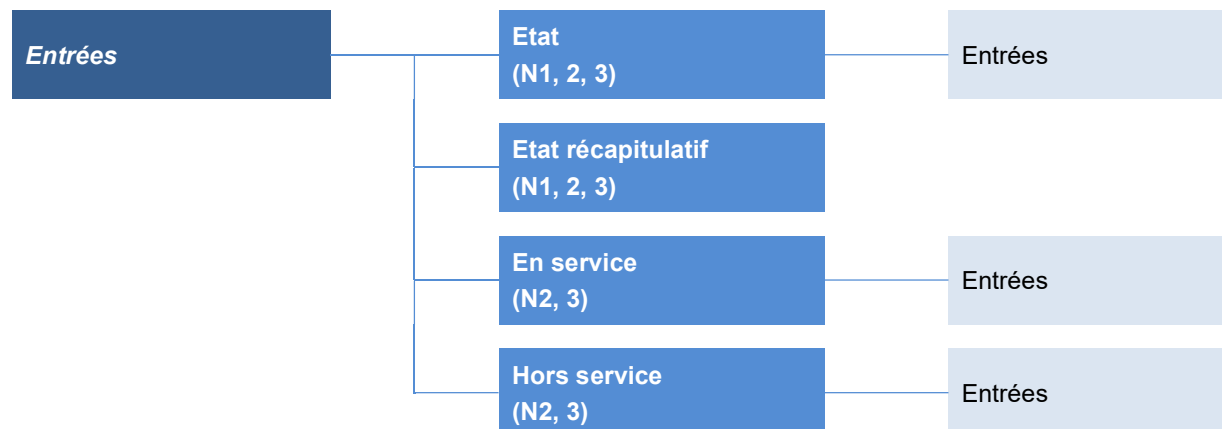 Entrées
Etat
(N1, 2, 3)
Entrées
Etat récapitulatif
(N1, 2, 3)
En service
(N2, 3)
Entrées
Hors service
(N2, 3)
Entrées